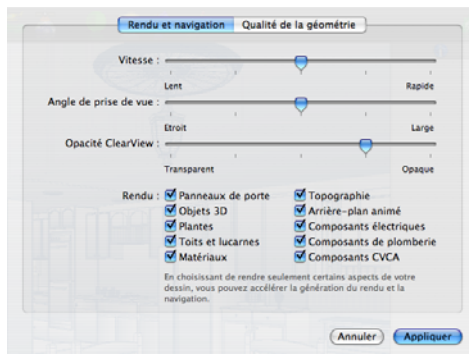 Rendu et navigation Qualité de la géométrie
Vitesse :
Lent Rapide
Angle de prise de vue :
Etroit Large
Opacité ClearView :
Transparent Opaque
Rendu : Panneaux de porte Topographie
Objets 3D Arrière-plan animé
Plantes Composants électriques
Toits et lucarnes Composants de plomberie
Matériaux Composants CVCA
En choisissant de rendre seulement certains aspects de votre
dessin, vous pouvez accélérer la génération du rendu et la
navigation.
Annuler Appliquer